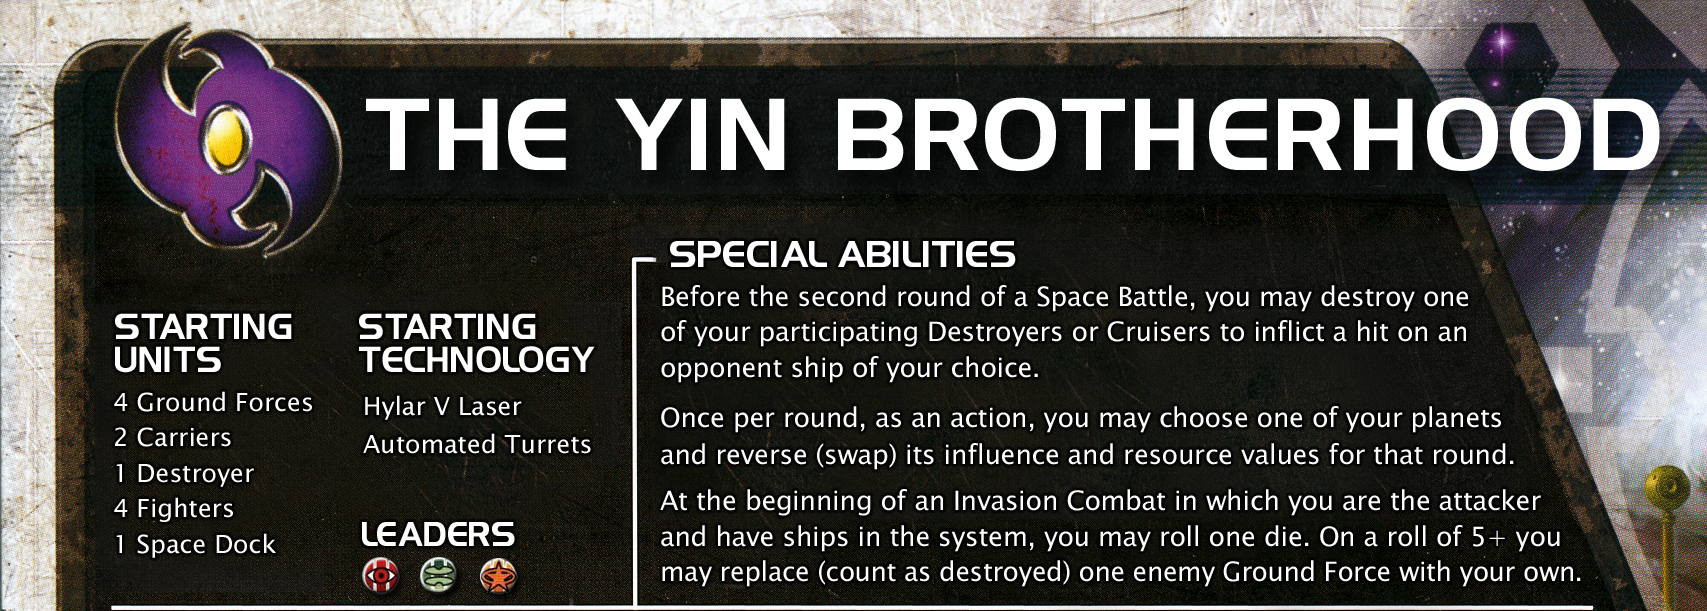 THE YIN BROTHERHOOD
STARTING
UNITS
4 Ground Forces
2 Carriers
1 Destroyer
4 Fighters
1 Space Dock
STARTING
TECHNOLOGY
Hylar V Laser
Automated Turrets
LEADERS
SPECIAL ABILITIES
Before the second round of a Space Battle, you may destroy one
of your participating Destroyers or Cruisers to inflict a hit on an
opponent ship of your choice.
Once per round, as an action, you may choose one of your planets
and reverse (swap) its influence and resource values for that round.
At the beginning of an Invasion Combat in which you are the attacker
and have ships in the system, you may roll one die. On a roll of 5+ you
may replace (count as destroyed) one enemy Ground Force with your own.